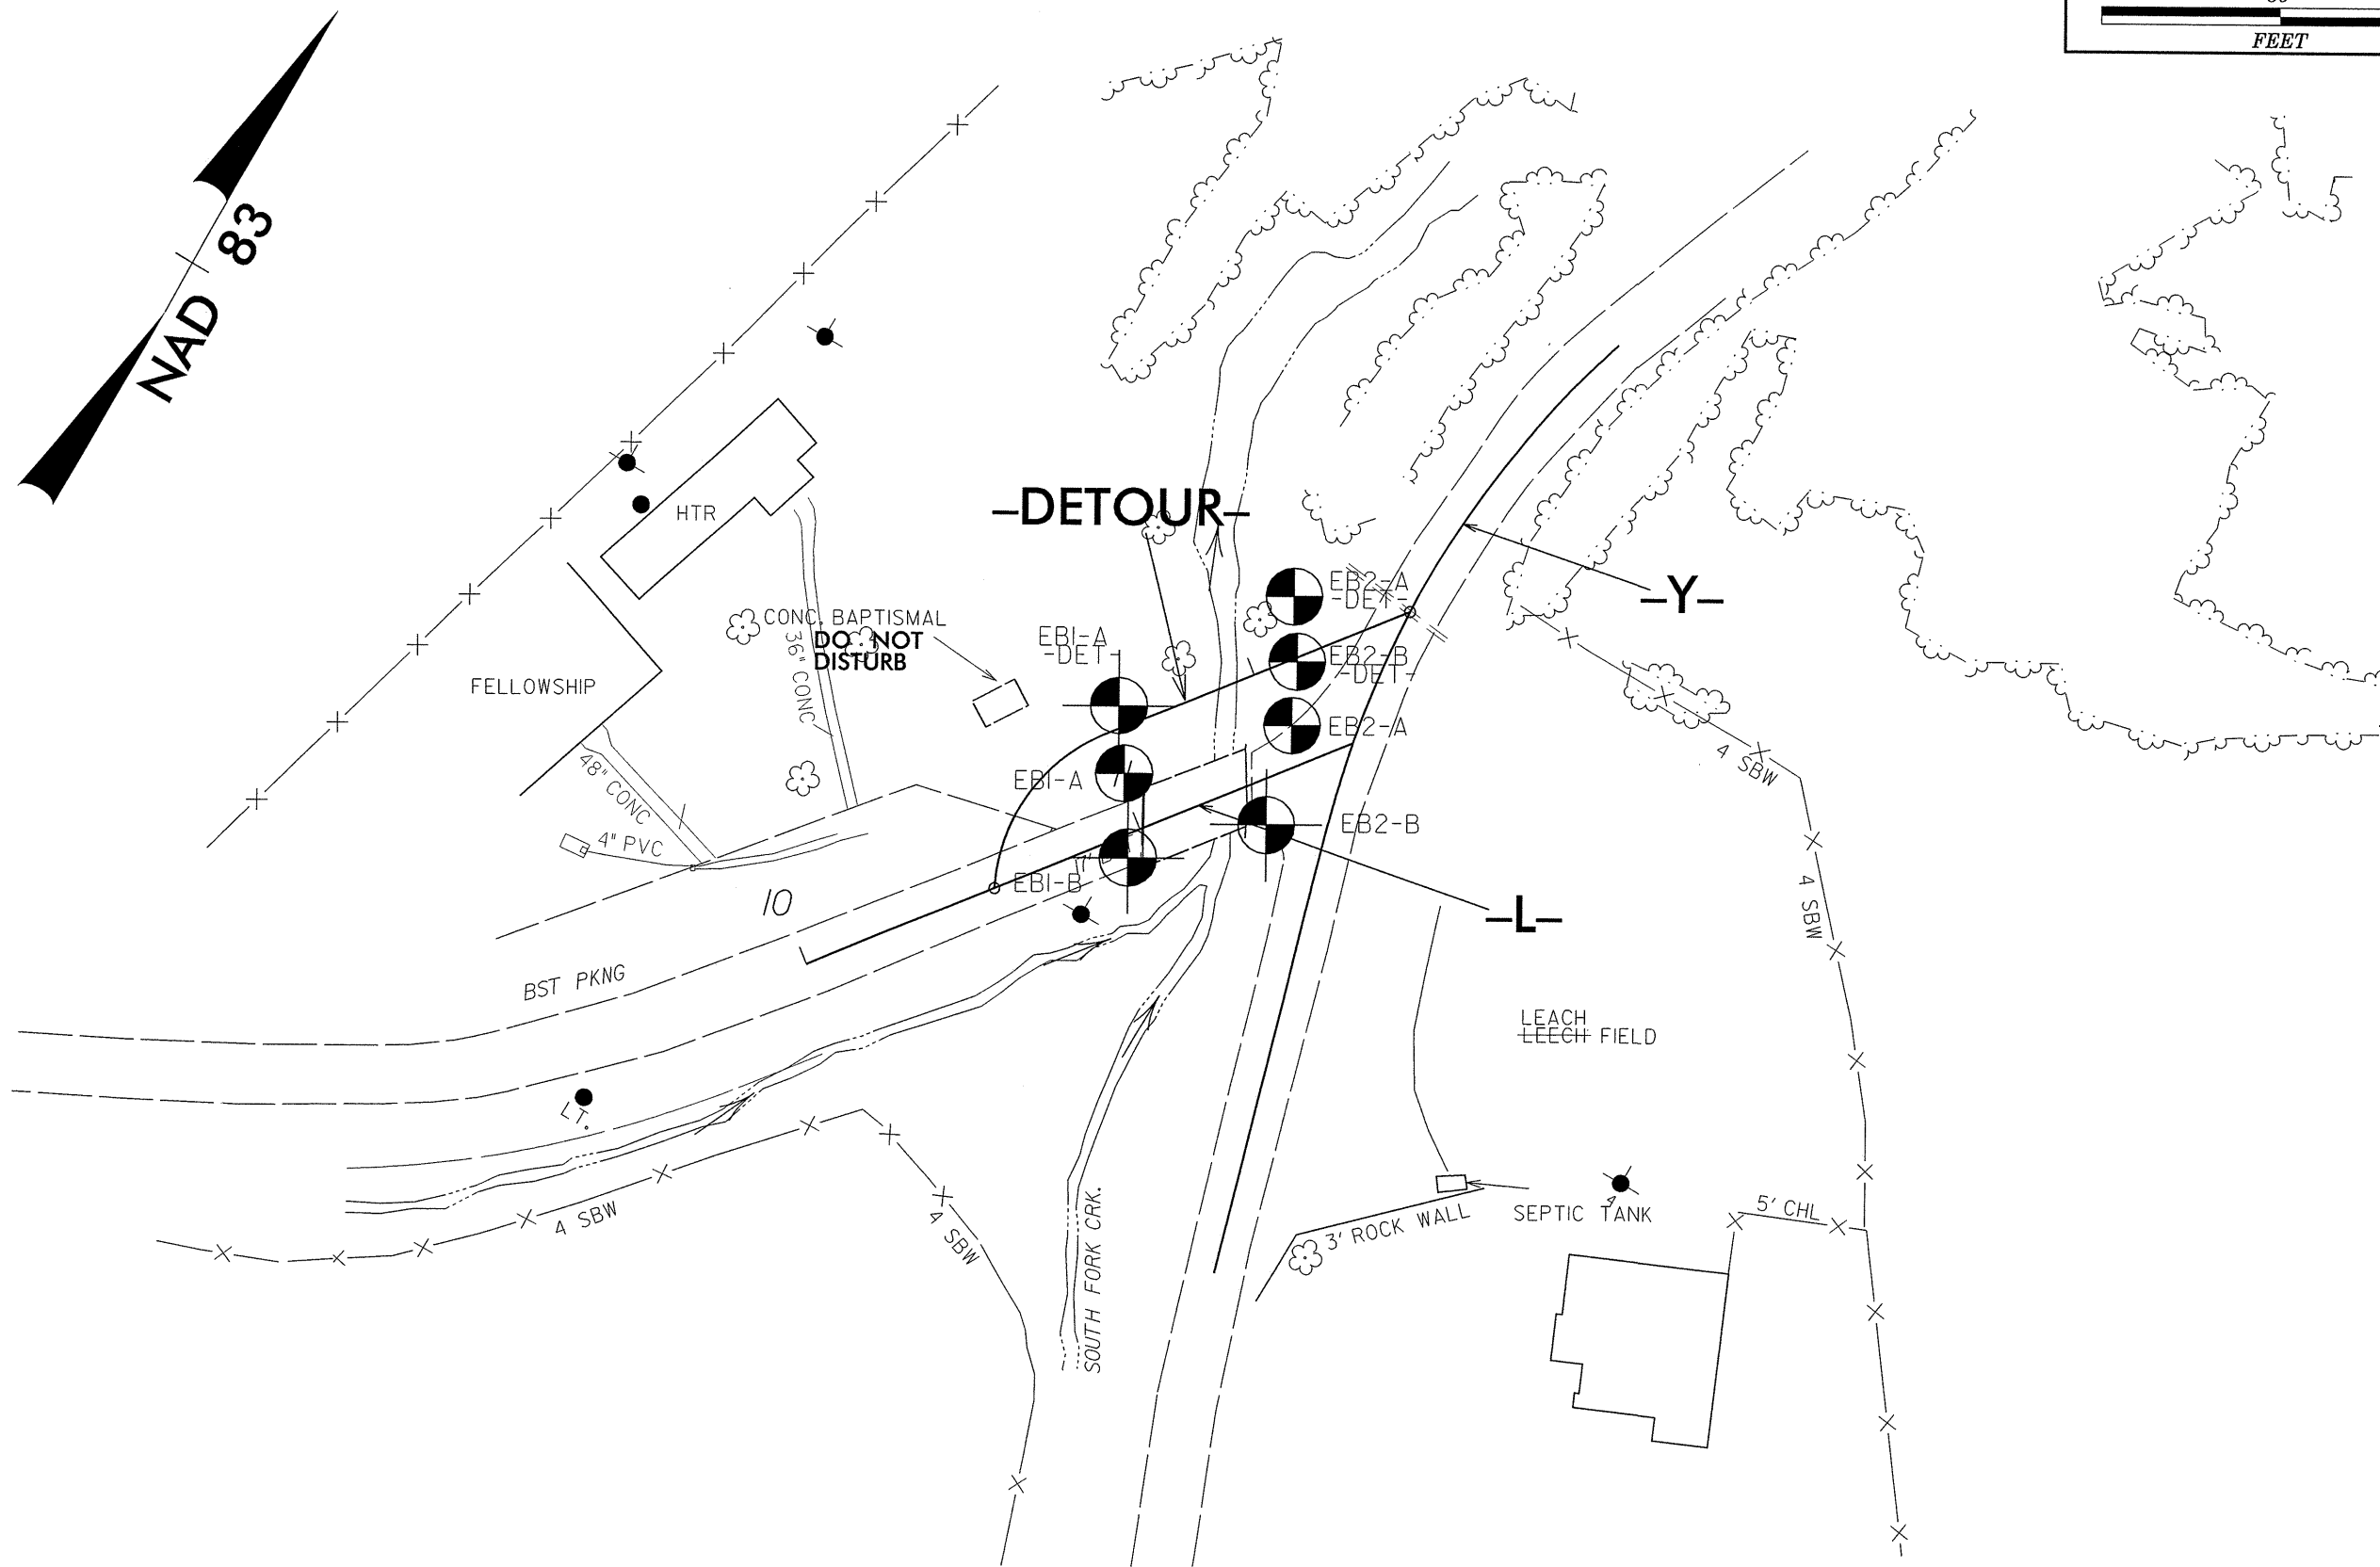 FEET
NAD 83
-DETOUR-
HTR
EB2-A
-DET-
-Y-
CONC. BAPTISMAL
DO NOT
DISTURB
36" CONC
EB1-A
-DET-
EB2-B
-DET-
FELLOWSHIP
EB2-A
48" CONC
EB1-A
4 SBW
4" PVC
EB2-B
EB1-B
10
-L-
4 SBW
BST PKNG
LEACH
LEECH FIELD
LT.
4 SBW
4 SBW
SOUTH FORK CRK.
3' ROCK WALL
SEPTIC TANK
5' CHL